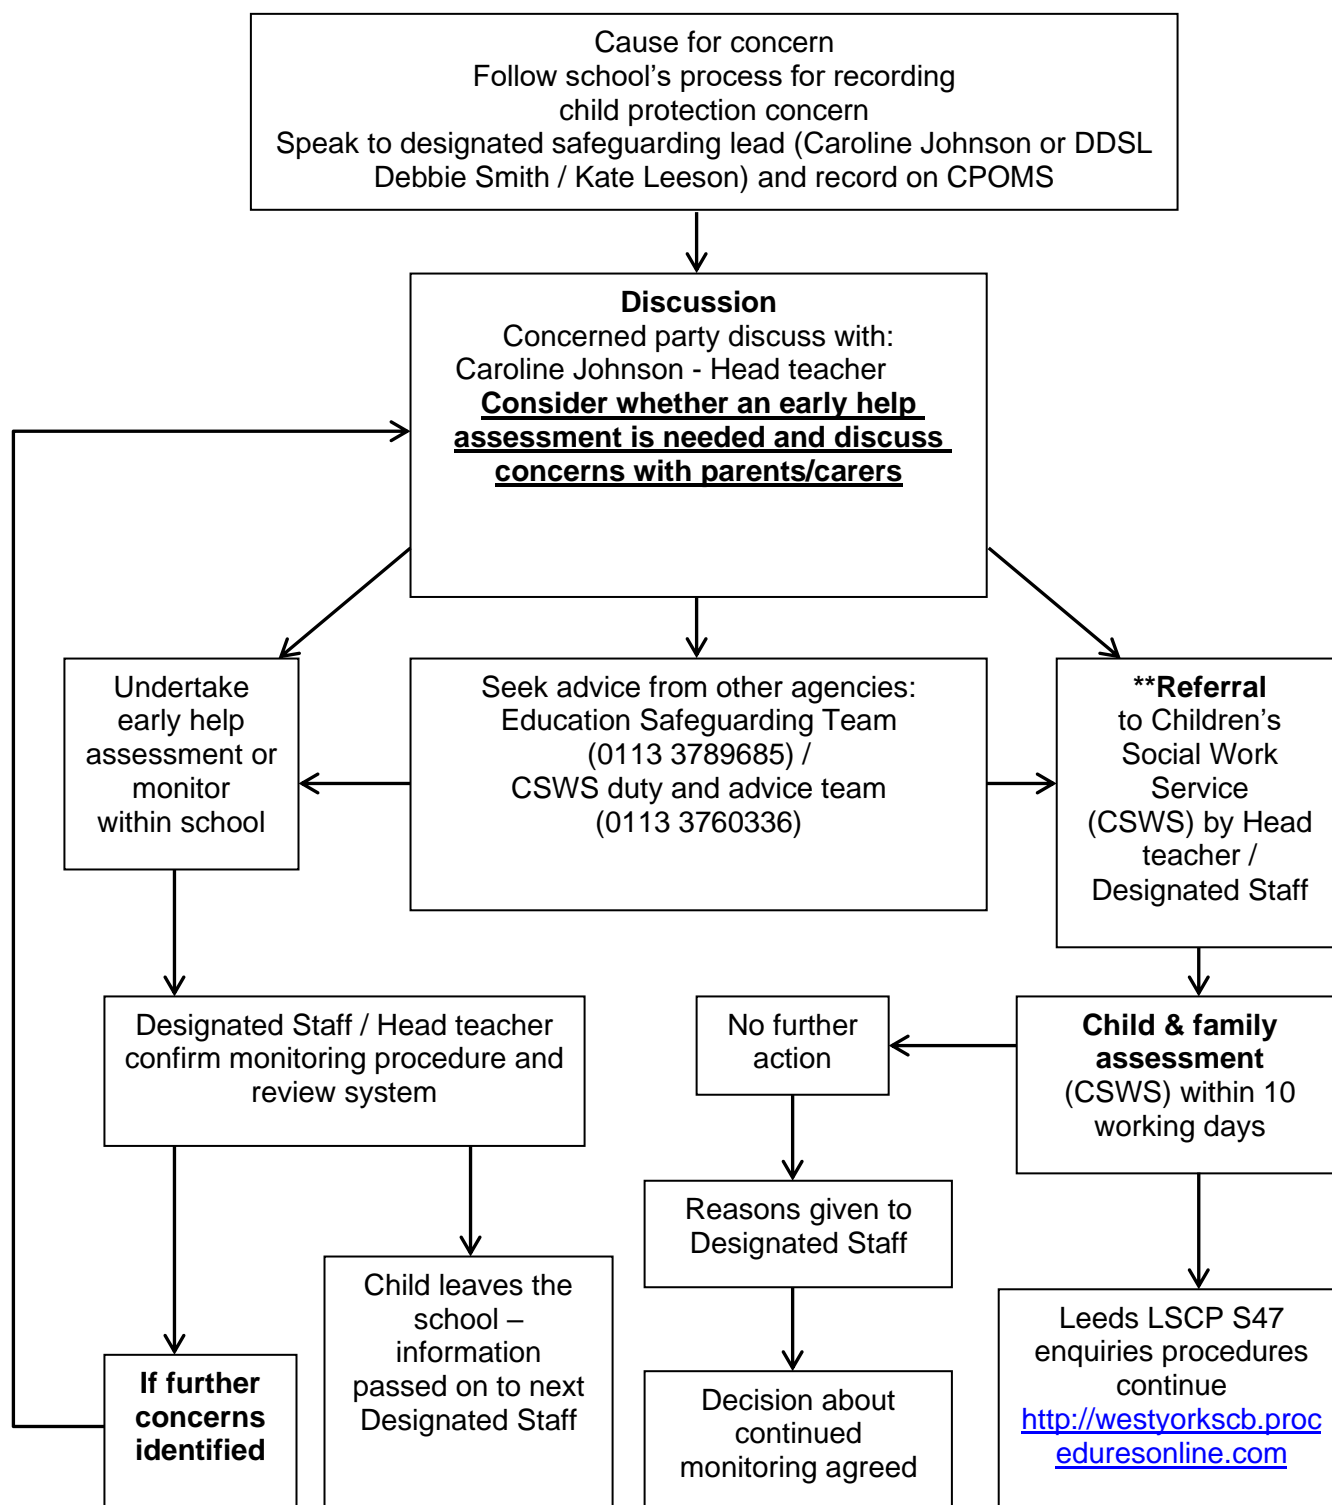 Cause for concern
Follow school’s process for recording
child protection concern
Speak to designated safeguarding lead (Caroline Johnson or DDSL
Debbie Smith / Kate Leeson) and record on CPOMS
Discussion
Concerned party discuss with:
Caroline Johnson - Head teacher
Consider whether an early help
assessment is needed and discuss
concerns with parents/carers
Undertake
early help
assessment or
monitor
within school
Seek advice from other agencies:
Education Safeguarding Team
(0113 3789685) /
CSWS duty and advice team
(0113 3760336)
**Referral
to Children’s
Social Work
Service
(CSWS) by Head
teacher /
Designated Staff
Designated Staff / Head teacher
confirm monitoring procedure and
review system
No further
action
Child & family
assessment
(CSWS) within 10
working days
Reasons given to
Designated Staff
If further
concerns
identified
Child leaves the
school –
information
passed on to next
Designated Staff
Decision about
continued
monitoring agreed
Leeds LSCP S47
enquiries procedures
continue
http://westyorkscb.proc
eduresonline.com